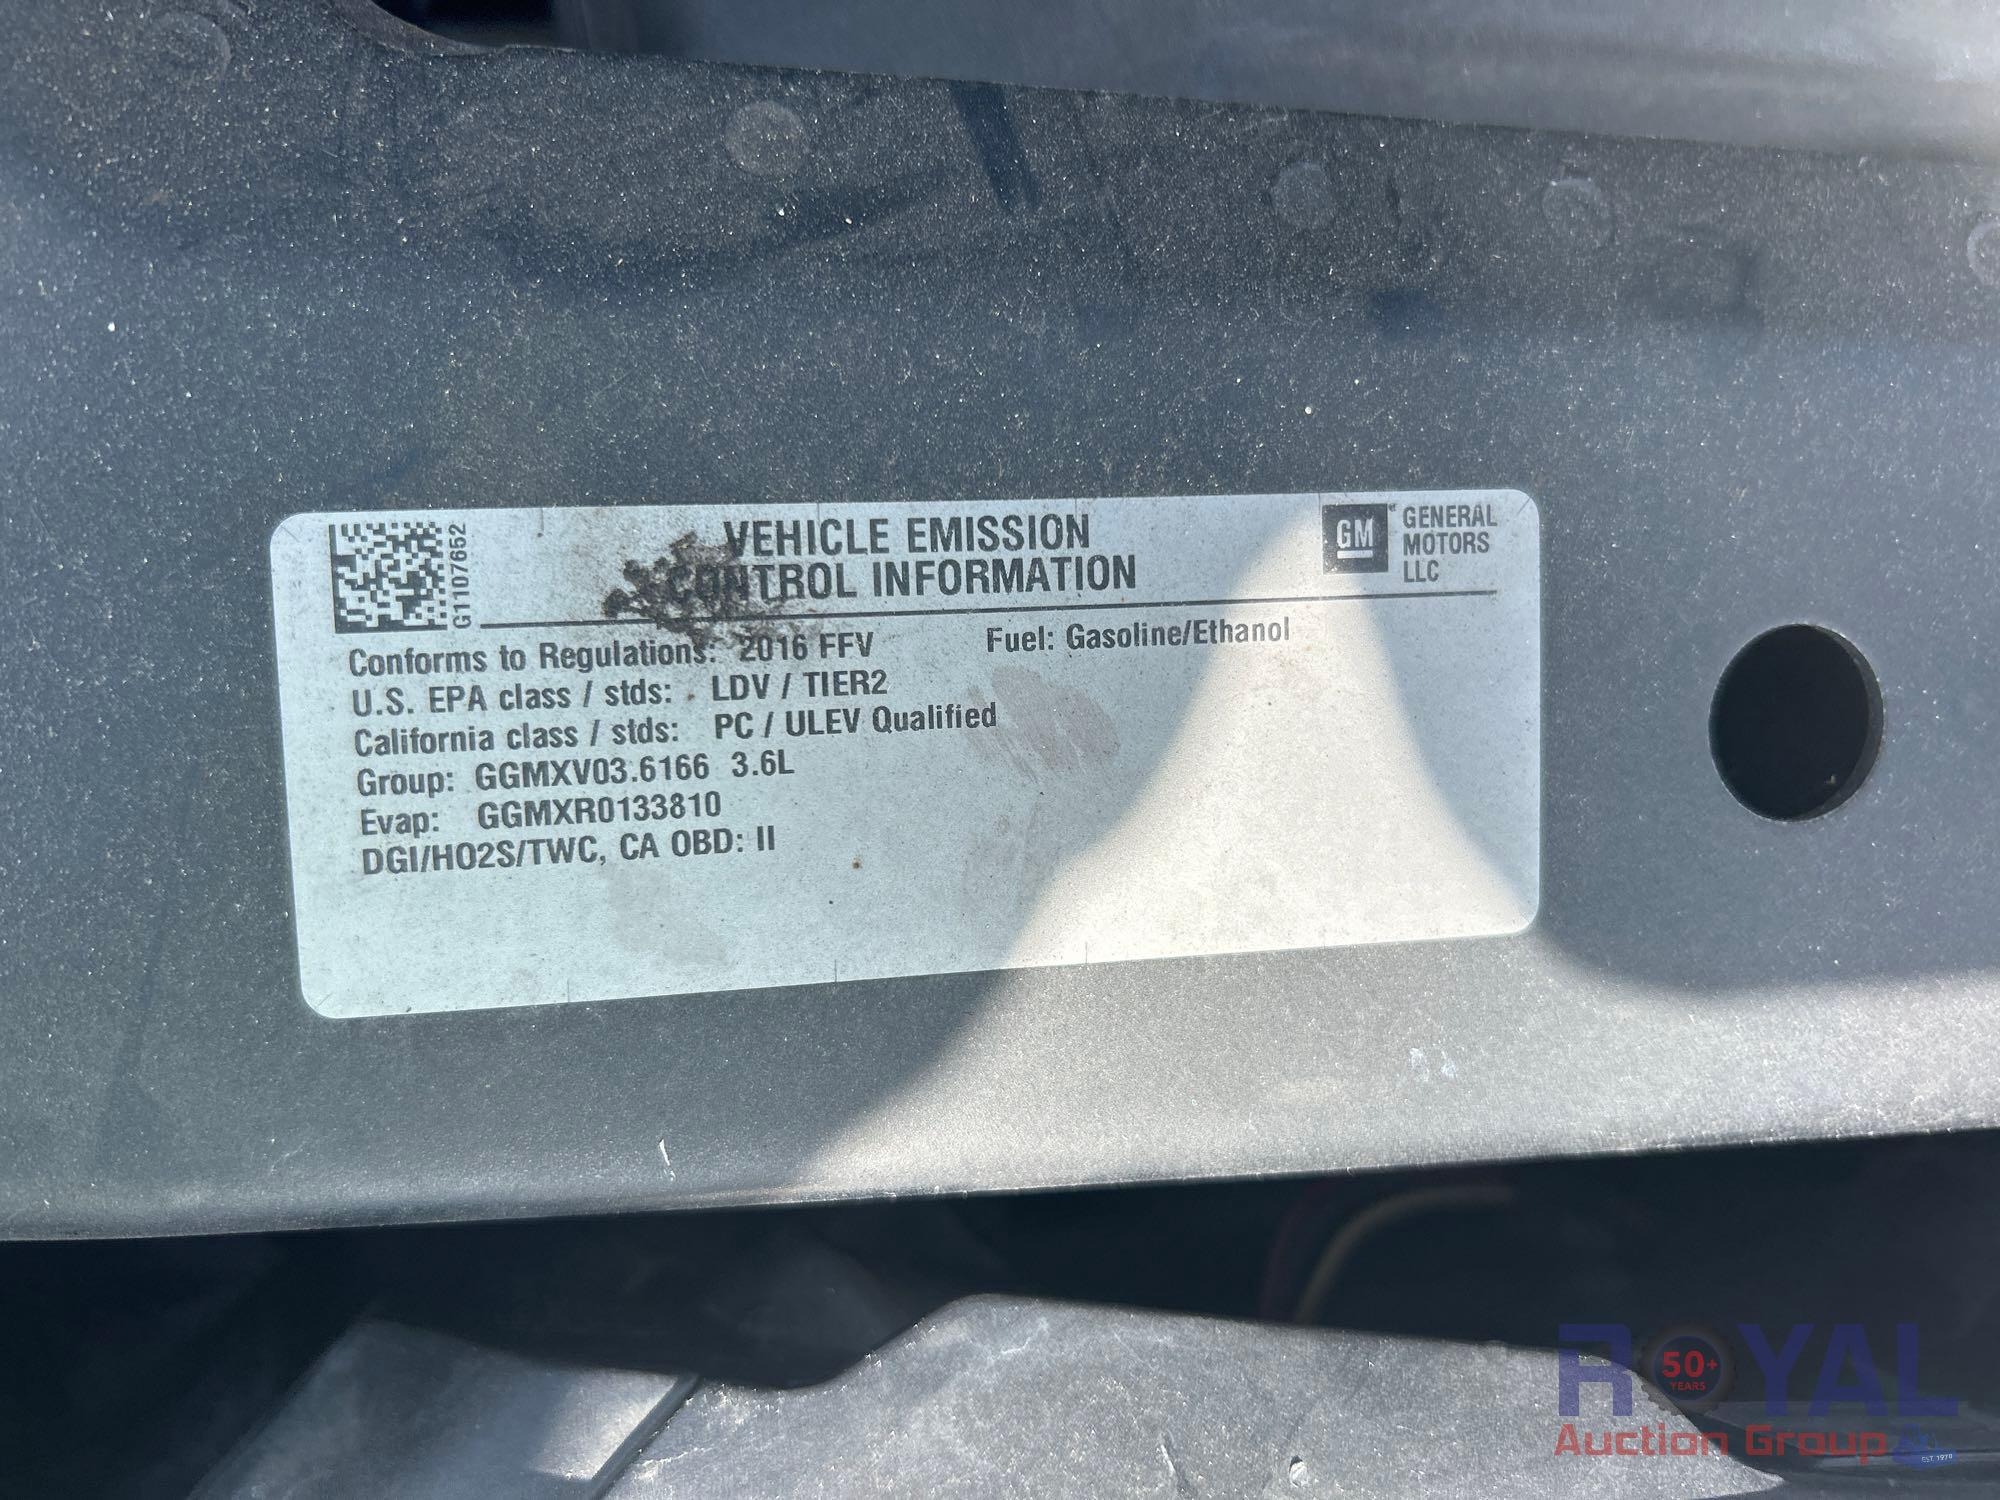 G1107652
VEHICLE EMISSION
CONTROL INFORMATION
GM
GENERAL
MOTORS
LLC
Conforms to Regulations: 2016 FFV Fuel: Gasoline/Ethanol
U.S. EPA class / stds: LDV / TIER2
California class / stds: PC / ULEV Qualified
Group: GGMXV03.6166 3.6L
Evap: GGMXR0133810
DGI/HO2S/TWC, CA OBD: II
ROYAL
50+
YEARS
Auction Group
EST. 1970